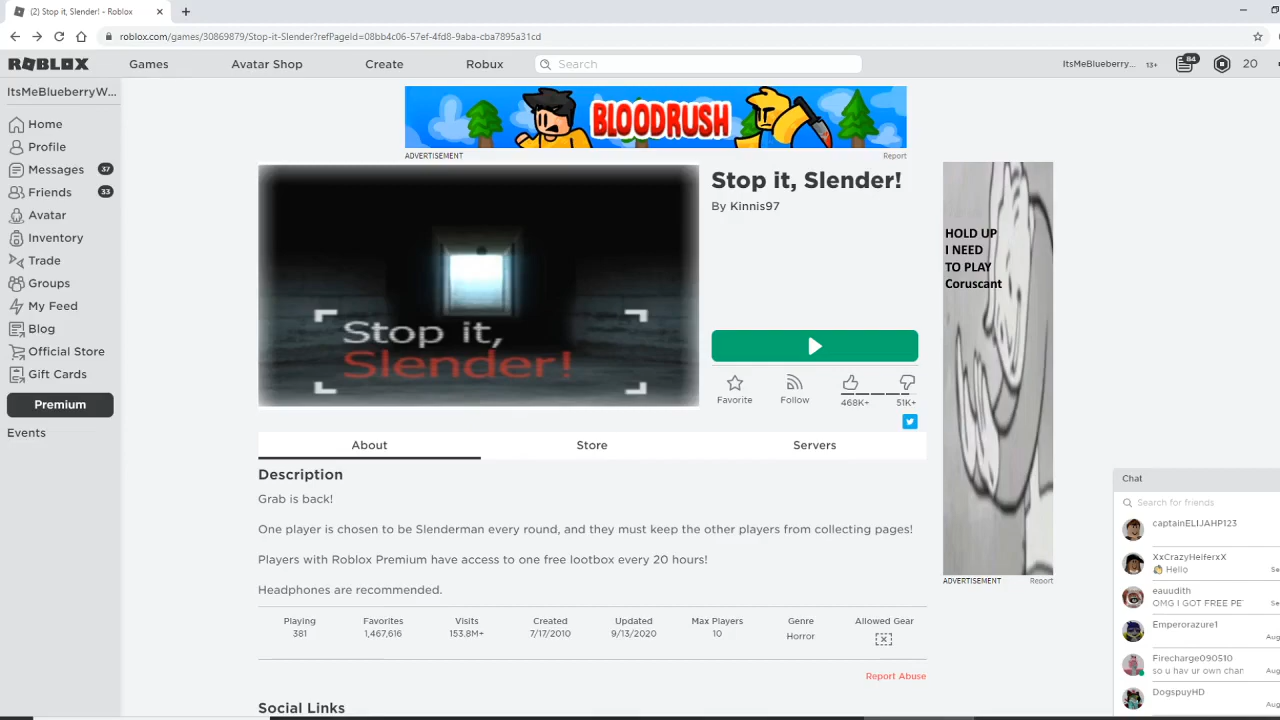 (2) Stop it, Slender! - Roblox
roblox.com/games/30869879/Stop-it-Slender?refPageId=08bb4c06-57ef-4fd8-9aba-cba7895a31cd
ROBLOX
Games
Avatar Shop
Create
Robux
Search
ItsMeBlueberry...
13+
84
20
ItsMeBlueberryW...
Home
Profile
Messages 37
Friends 33
Avatar
Inventory
Trade
Groups
My Feed
Blog
Official Store
Gift Cards
Premium
Events
BLOODRUSH
ADVERTISEMENT
Report
Stop it,
Slender!
Stop it, Slender!
By Kinnis97
Favorite
Follow
468K+
51K+
HOLD UP
I NEED
TO PLAY
Coruscant
ADVERTISEMENT
Report
About
Store
Servers
Description
Grab is back!
One player is chosen to be Slenderman every round, and they must keep the other players from collecting pages!
Players with Roblox Premium have access to one free lootbox every 20 hours!
Headphones are recommended.
Playing Favorites Visits Created Updated Max Players Genre Allowed Gear
381 1,467,616 153.8M+ 7/17/2010 9/13/2020 10 Horror
Report Abuse
Social Links
Chat
Search for friends
captainELIJAHP123
XxCrazyHeiferxX
Hello
Se
eauudith
OMG I GOT FREE PE
Se
Emperorazure1
Aug
Firecharge090510
so u hav ur own char
Aug
DogspuyHD
Aug